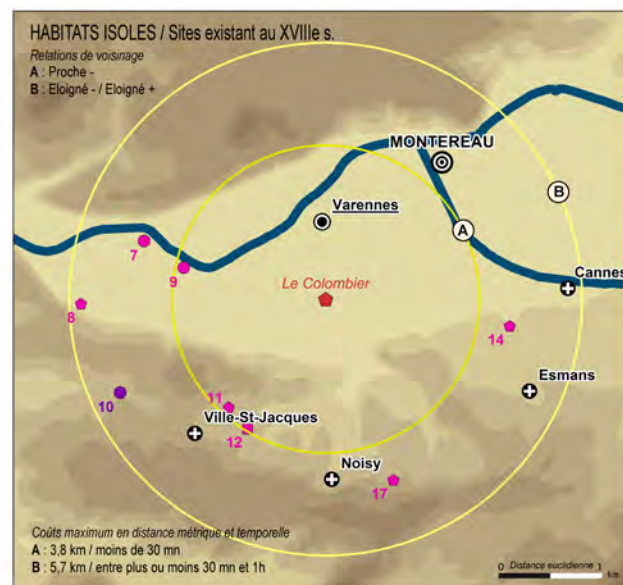 HABITATS ISOLES / Sites existant au XVIIIe s.
Relations de voisinage
A : Proche -
B : Eloigné - / Eloigné +
MONTEREAU
B
Varennes
A
7
9
Cannes
Le Colombier
8
14
10
Esmans
11
Ville-St-Jacques
12
Noisy
17
Coûts maximum en distance métrique et temporelle
A : 3,8 km / moins de 30 mn
B : 5,7 km / entre plus ou moins 30 mn et 1h
0 Distance euclidienne 1
km